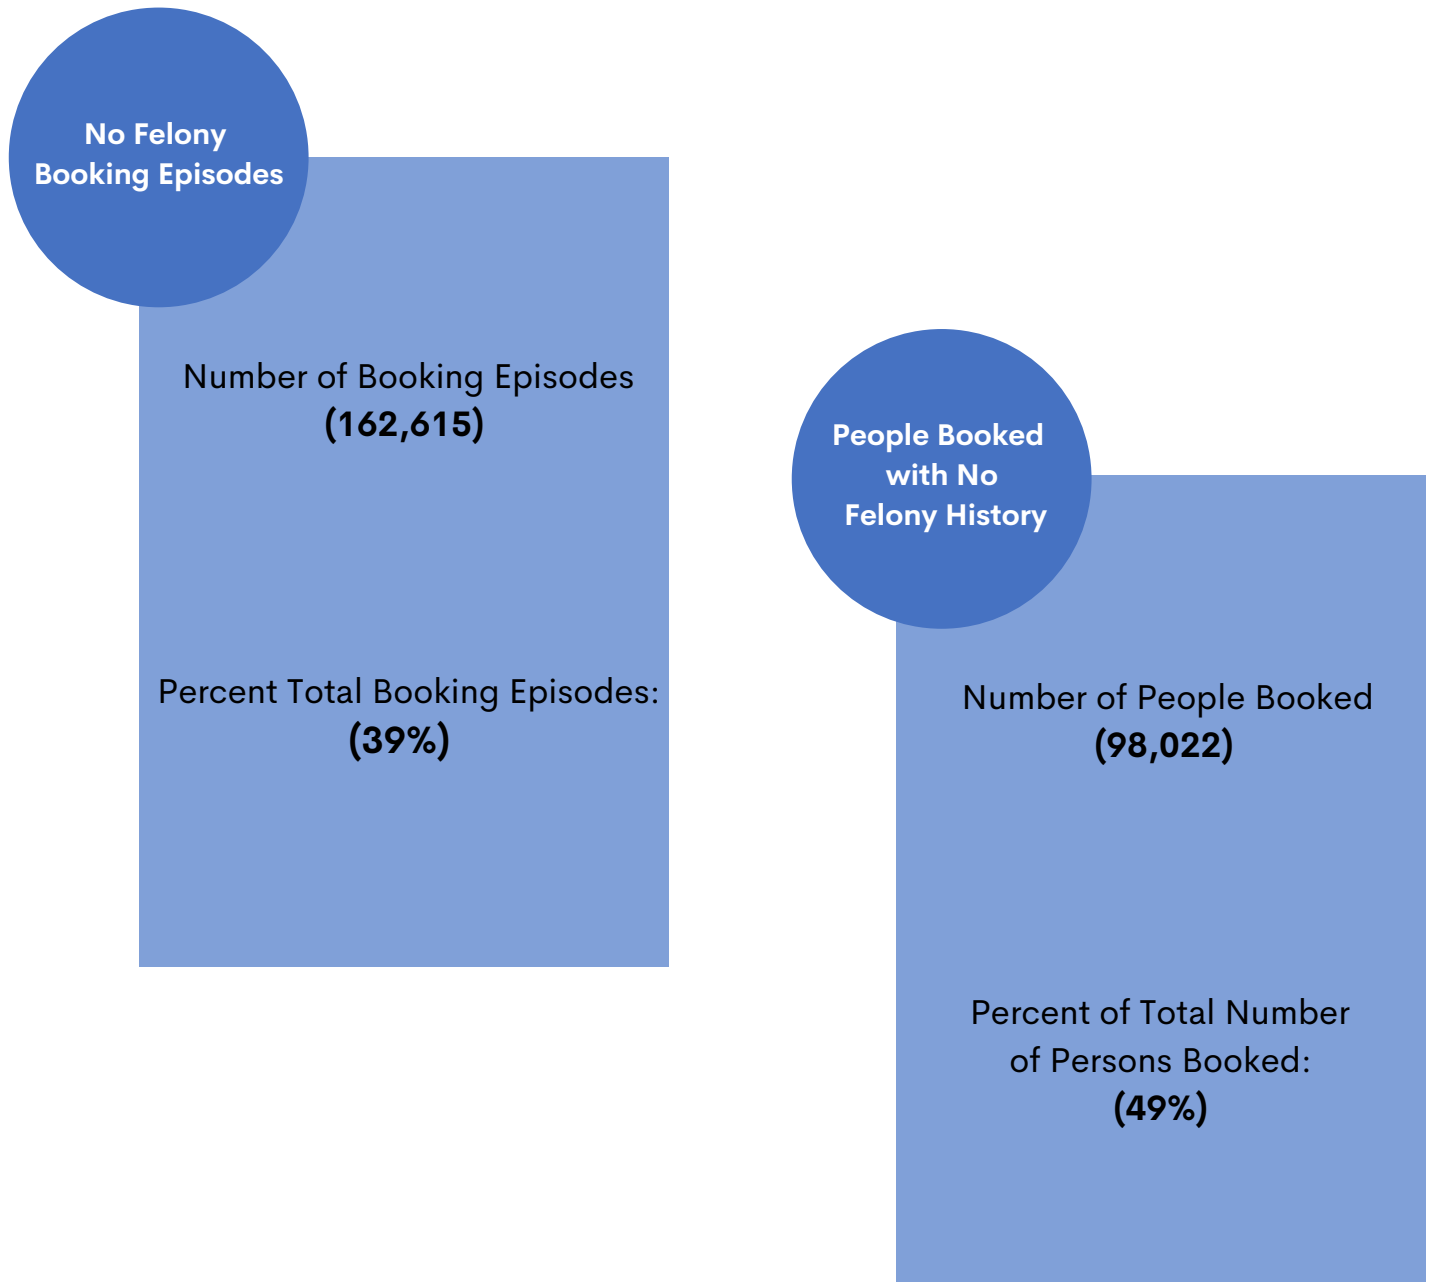 No Felony
Booking Episodes
Number of Booking Episodes
(162,615)
Percent Total Booking Episodes:
(39%)
People Booked
with No
Felony History
Number of People Booked
(98,022)
Percent of Total Number
of Persons Booked:
(49%)